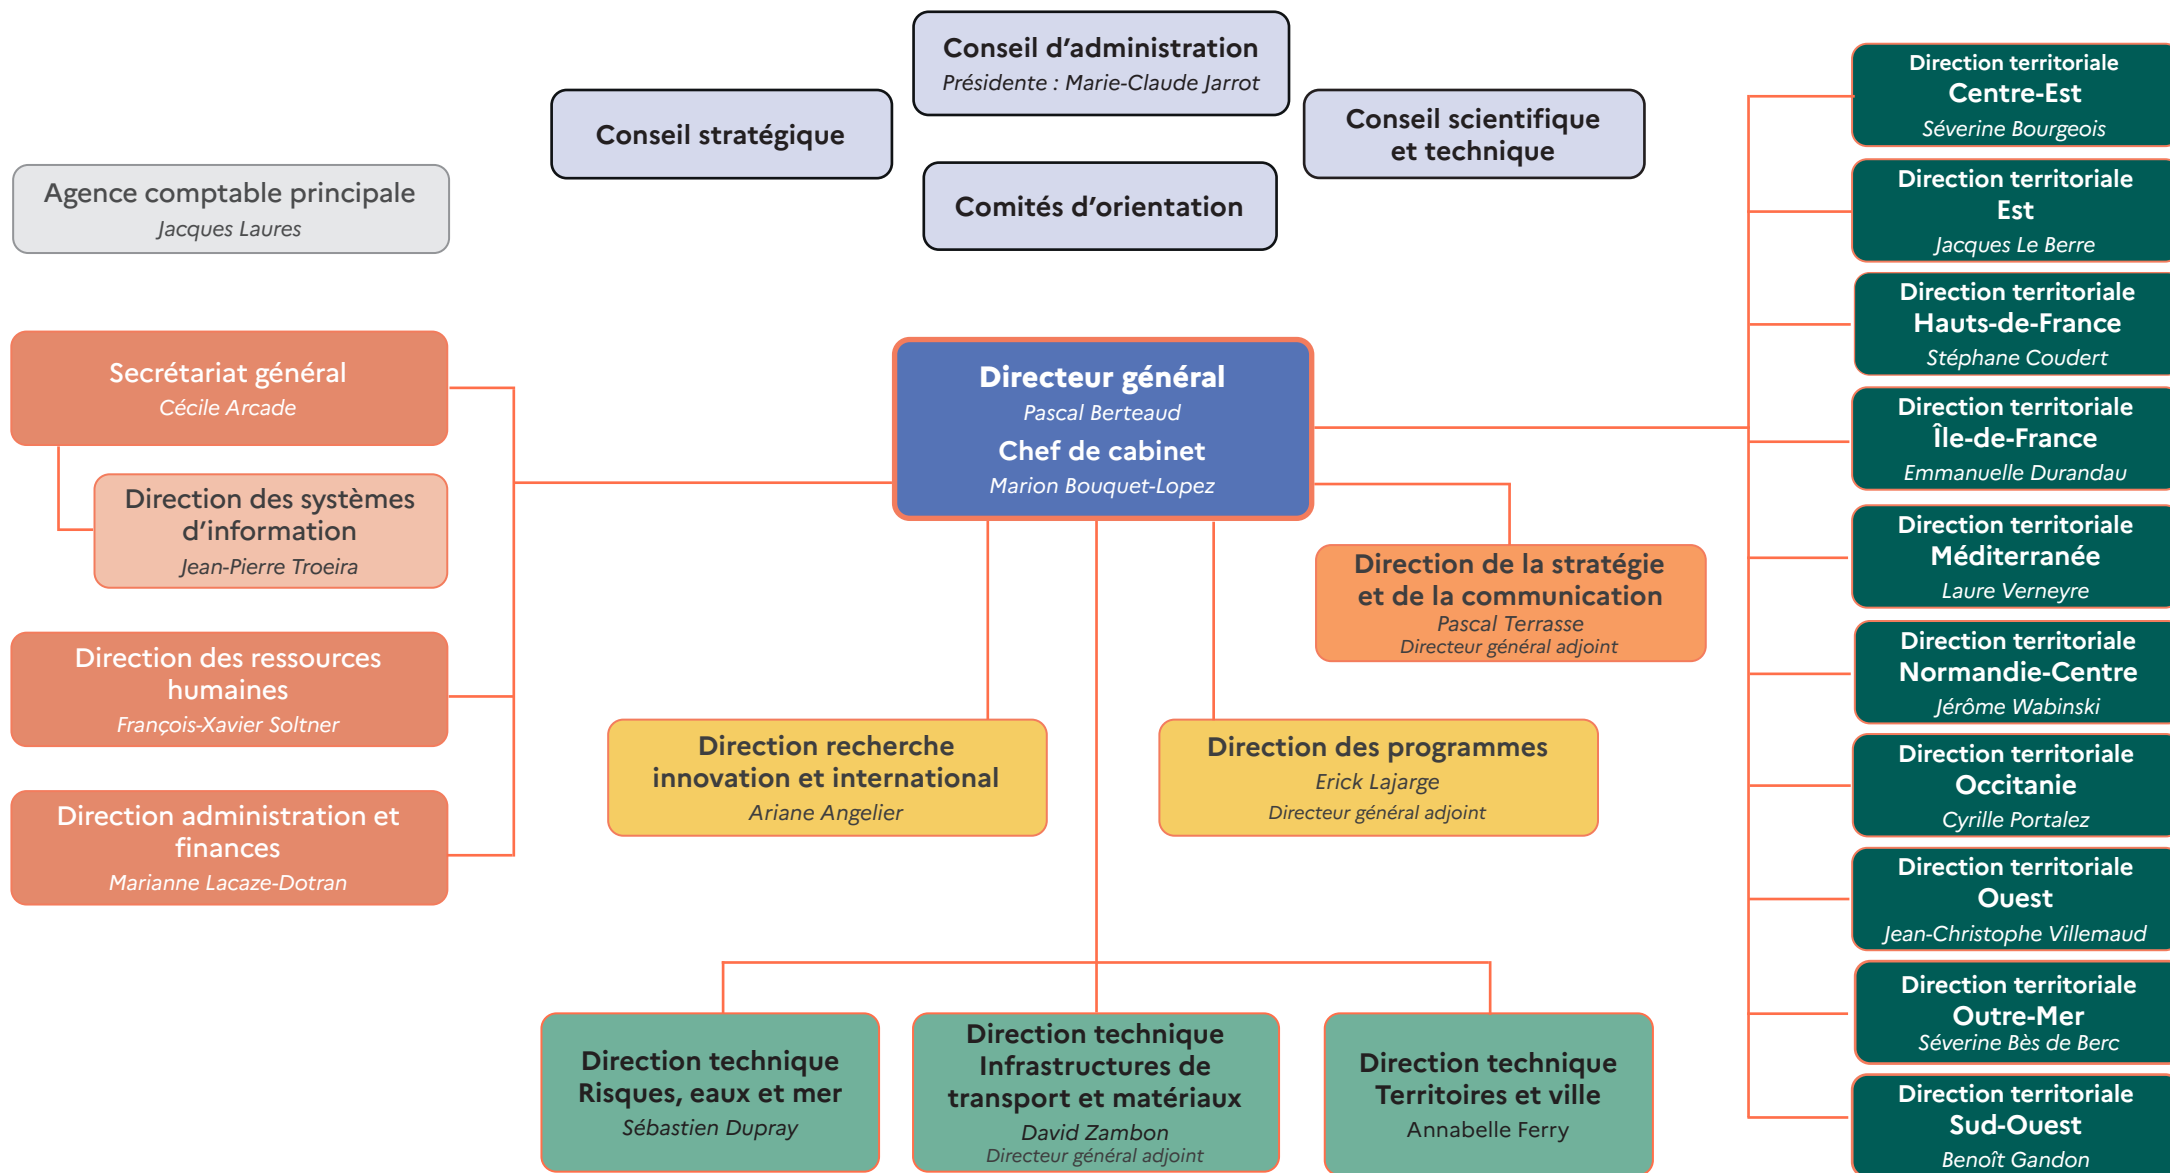 Conseil d'administration
Présidente : Marie-Claude Jarrot
Conseil stratégique
Conseil scientifique
et technique
Comités d'orientation
Agence comptable principale
Jacques Laures
Secrétariat général
Cécile Arcade
Direction des systèmes
d'information
Jean-Pierre Troeira
Direction des ressources
humaines
François-Xavier Soltner
Direction administration et
finances
Marianne Lacaze-Dotran
Directeur général
Pascal Berteaud
Chef de cabinet
Marion Bouquet-Lopez
Direction de la stratégie
et de la communication
Pascal Terrasse
Directeur général adjoint
Direction recherche
innovation et international
Ariane Angelier
Direction des programmes
Erick Lajarge
Directeur général adjoint
Direction technique
Risques, eaux et mer
Sébastien Dupray
Direction technique
Infrastructures de
transport et matériaux
David Zambon
Directeur général adjoint
Direction technique
Territoires et ville
Annabelle Ferry
Direction territoriale
Centre-Est
Séverine Bourgeois
Direction territoriale
Est
Jacques Le Berre
Direction territoriale
Hauts-de-France
Stéphane Coudert
Direction territoriale
Île-de-France
Emmanuelle Durandau
Direction territoriale
Méditerranée
Laure Verneyre
Direction territoriale
Normandie-Centre
Jérôme Wabinski
Direction territoriale
Occitanie
Cyrille Portalez
Direction territoriale
Ouest
Jean-Christophe Villemaud
Direction territoriale
Outre-Mer
Séverine Bès de Berc
Direction territoriale
Sud-Ouest
Benoît Gandon